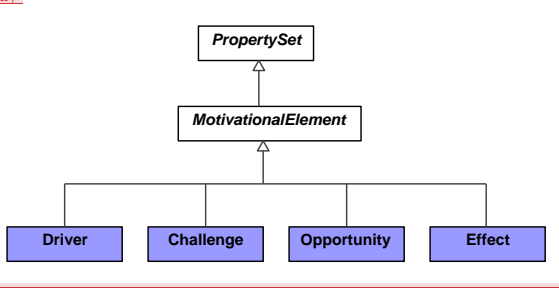 PropertySet
MotivationalElement
Driver
Challenge
Opportunity
Effect